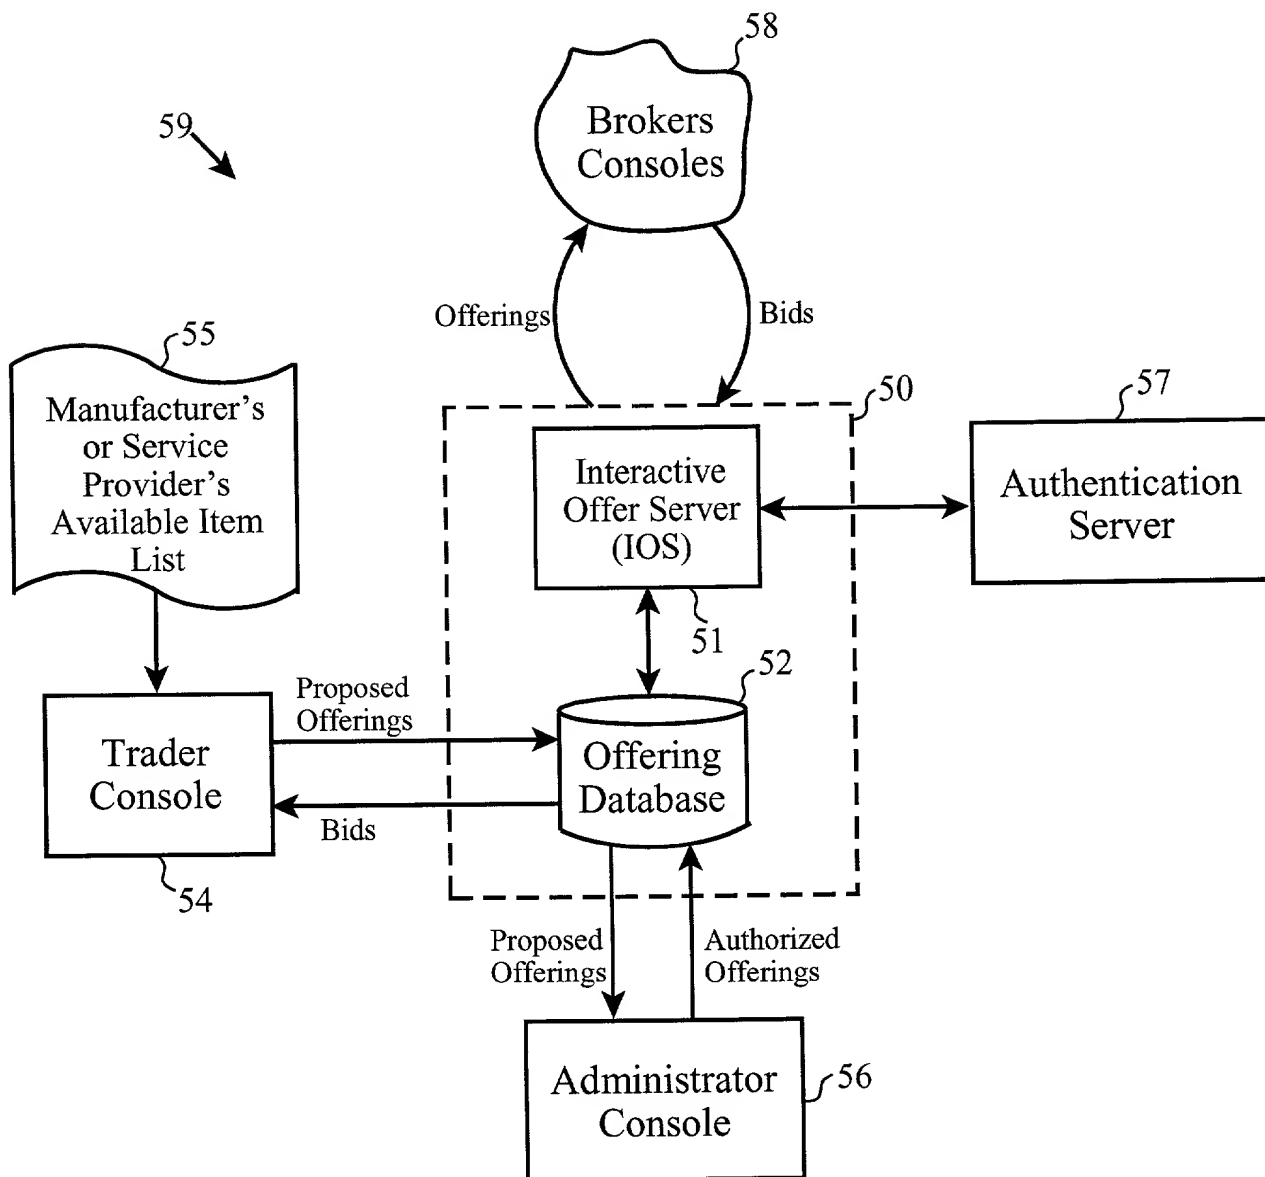 58
Brokers
Consoles
59
Offerings
Bids
55
Manufacturer's
or Service
Provider's
Available Item
List
50
57
Interactive
Offer Server
(IOS)
Authentication
Server
51
52
Proposed
Offerings
Trader
Console
Offering
Database
Bids
54
Proposed
Offerings
Authorized
Offerings
Administrator
Console
56